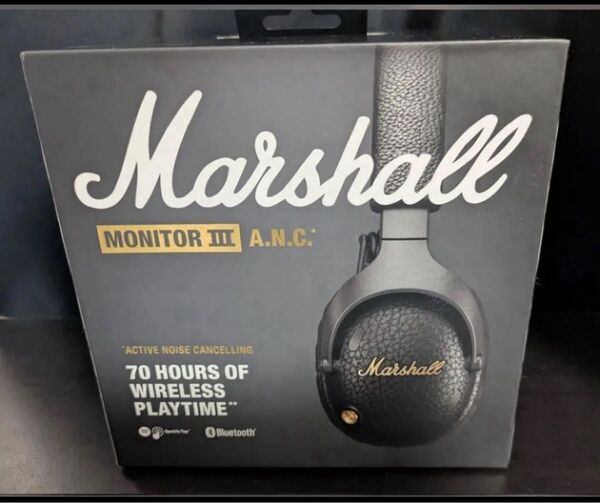 Marshall
MONITOR III A.N.C.*
*ACTIVE NOISE CANCELLING
70 HOURS OF
WIRELESS
PLAYTIME**
Spotify Tap Bluetooth®
Marshall